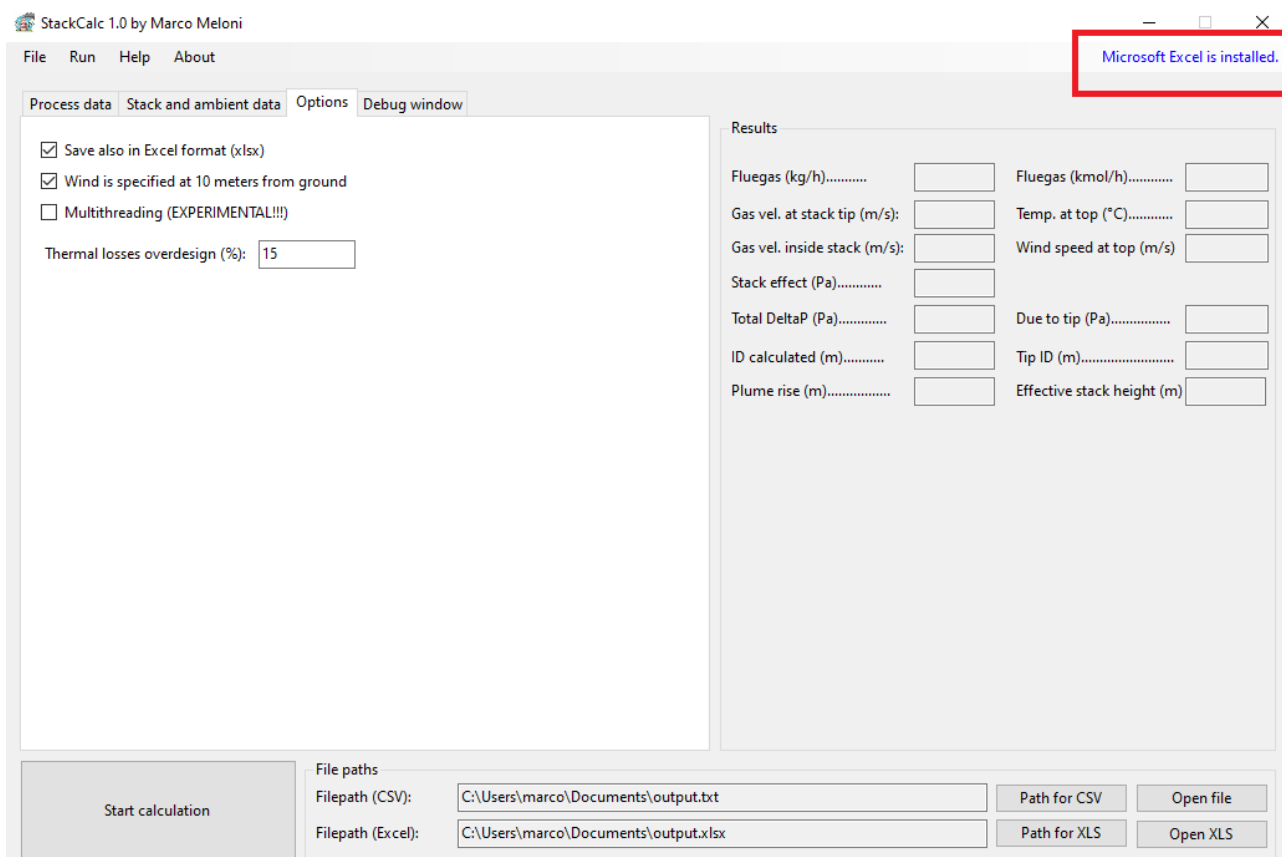 StackCalc 1.0 by Marco Meloni
File Run Help About
Microsoft Excel is installed.
Process data Stack and ambient data Options Debug window
Save also in Excel format (xlsx)
Wind is specified at 10 meters from ground
Multithreading (EXPERIMENTAL!!!)
Thermal losses overdesign (%): 15
Results
Fluegas (kg/h)........... Fluegas (kmol/h)............
Gas vel. at stack tip (m/s): Temp. at top (°C)............
Gas vel. inside stack (m/s): Wind speed at top (m/s)
Stack effect (Pa)............
Total DeltaP (Pa)............. Due to tip (Pa)................
ID calculated (m)........... Tip ID (m).........................
Plume rise (m)................. Effective stack height (m)
Start calculation
File paths
Filepath (CSV): C:\Users\marco\Documents\output.txt Path for CSV Open file
Filepath (Excel): C:\Users\marco\Documents\output.xlsx Path for XLS Open XLS